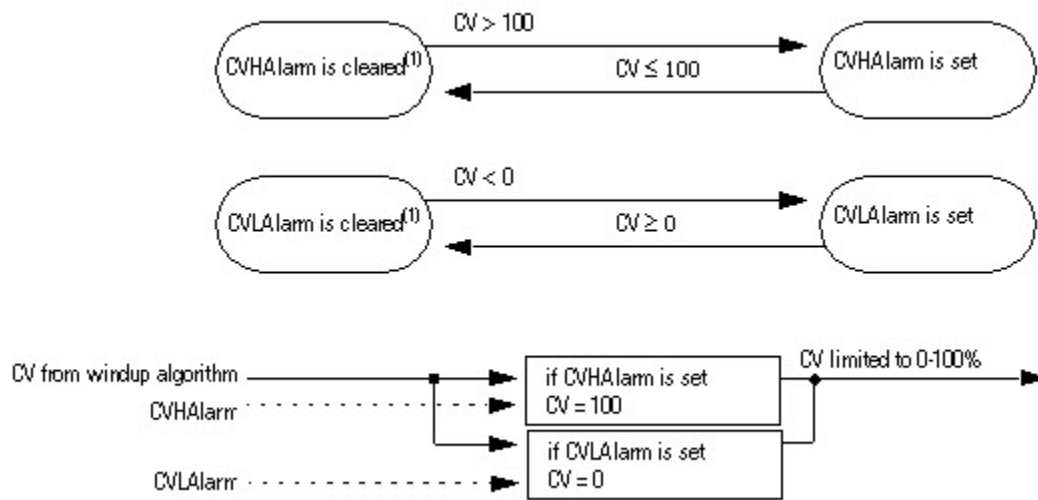 CV > 100
CVHAlarm is cleared(1)
CV ≤ 100
CVHAlarm is set
CV < 0
CVLAlarm is cleared(1)
CV ≥ 0
CVLAlarm is set
CV from windup algorithm
CVHAlarm
CVLAlarm
if CVHAlarm is set
CV = 100
if CVLAlarm is set
CV = 0
CV limited to 0-100%